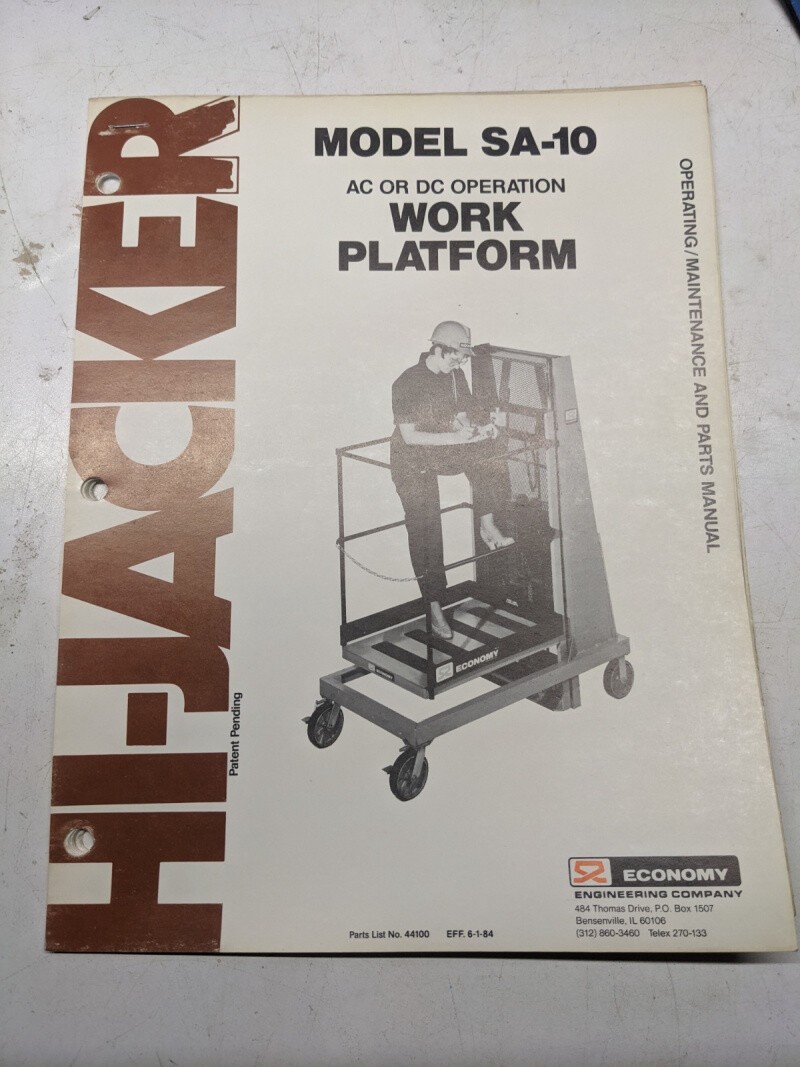 HI-JACKER
Patent Pending
MODEL SA-10
AC OR DC OPERATION
WORK
PLATFORM
OPERATING/MAINTENANCE AND PARTS MANUAL
ECONOMY
ECONOMY
ENGINEERING COMPANY
484 Thomas Drive, P.O. Box 1507
Bensenville, IL 60106
(312) 860-3460 Telex 270-133
Parts List No. 44100 EFF. 6-1-84